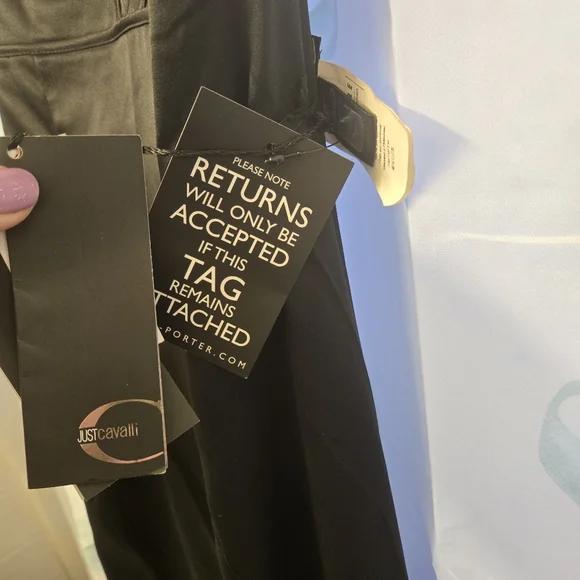 PLEASE NOTE
RETURNS
WILL ONLY BE
ACCEPTED
IF THIS
TAG
REMAINS
TTACHED
-PORTER.COM
JUSTcavalli